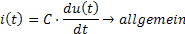 i(t) = C · du(t)/dt → allgemein